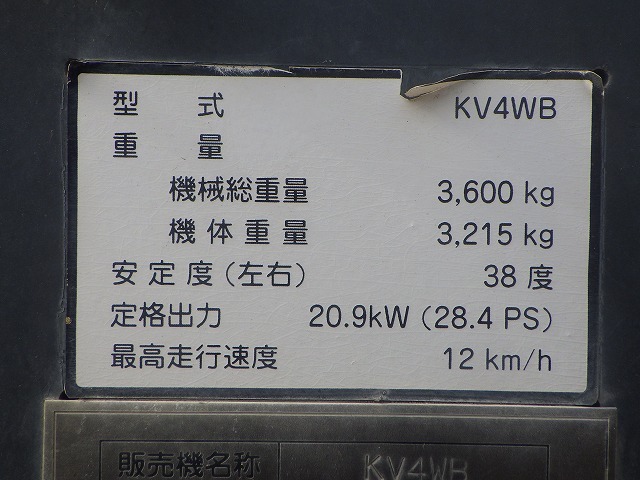 型 式 KV4WB
重 量
機械総重量 3,600 kg
機体重量 3,215 kg
安定度(左右) 38 度
定格出力 20.9kW (28.4 PS)
最高走行速度 12 km/h
販売機名称 KV4WB